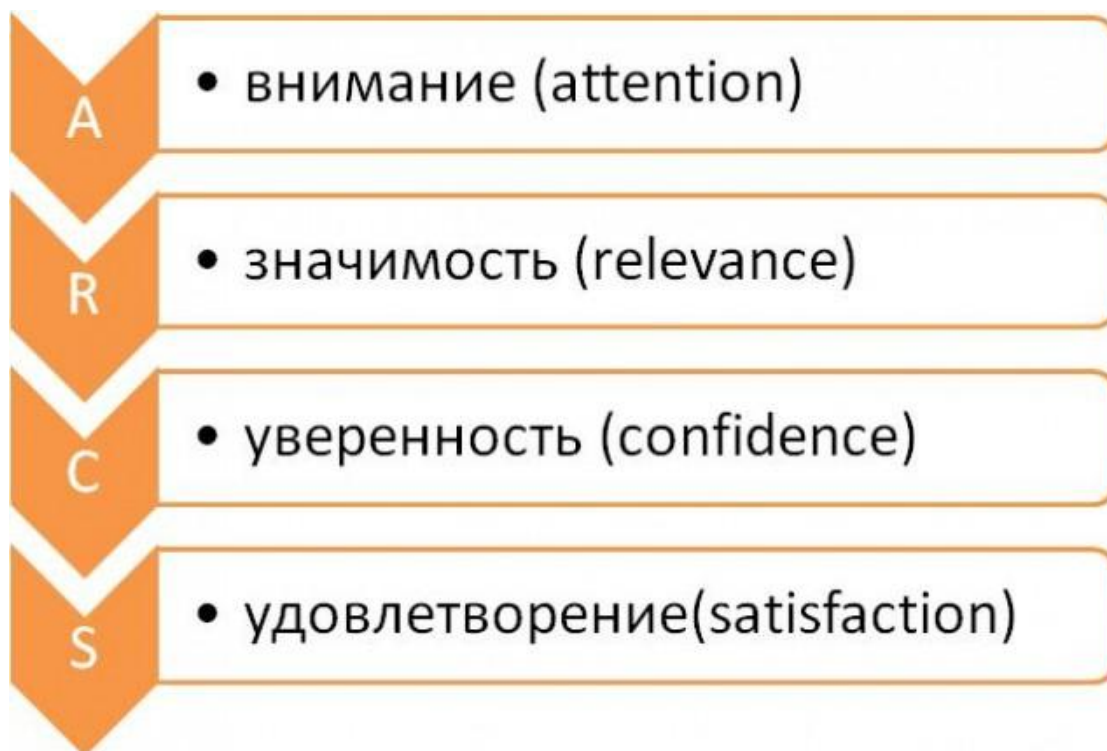 A
• внимание (attention)
R
• значимость (relevance)
C
• уверенность (confidence)
S
• удовлетворение(satisfaction)